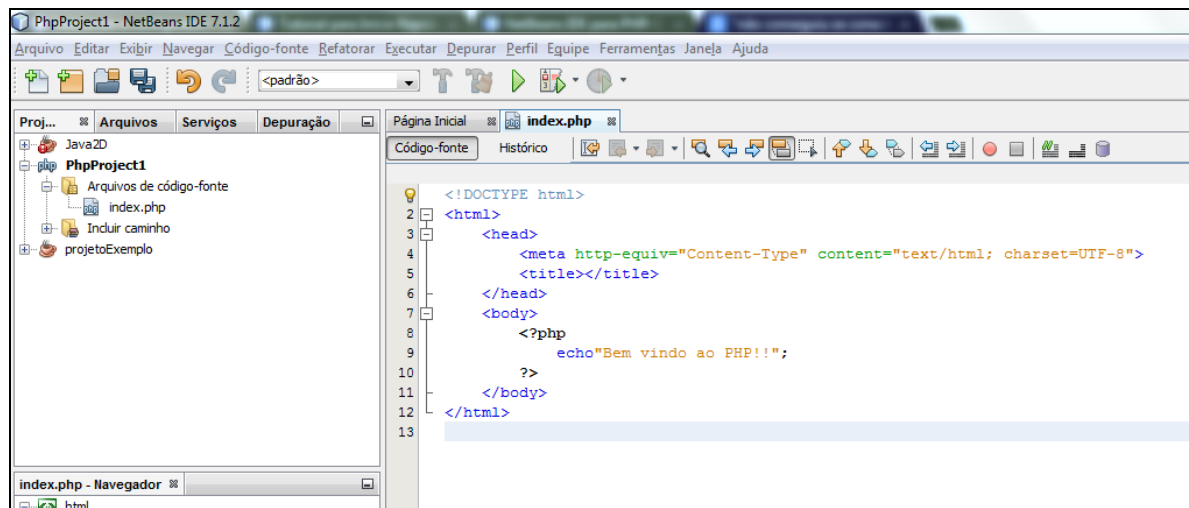 PhpProject1 - NetBeans IDE 7.1.2
Arquivo Editar Exibir Navegar Código-fonte Refatorar Executar Depurar Perfil Equipe Ferramentas Janela Ajuda
<padrão>
Proj... Arquivos Serviços Depuração
Java2D
PhpProject1
Arquivos de código-fonte
index.php
Incluir caminho
projetoExemplo
index.php - Navegador
html
Página Inicial index.php
Código-fonte Histórico
<!DOCTYPE html>
2 <html>
3 <head>
4 <meta http-equiv="Content-Type" content="text/html; charset=UTF-8">
5 <title></title>
6 </head>
7 <body>
8 <?php
9 echo"Bem vindo ao PHP!!";
10 ?>
11 </body>
12 </html>
13